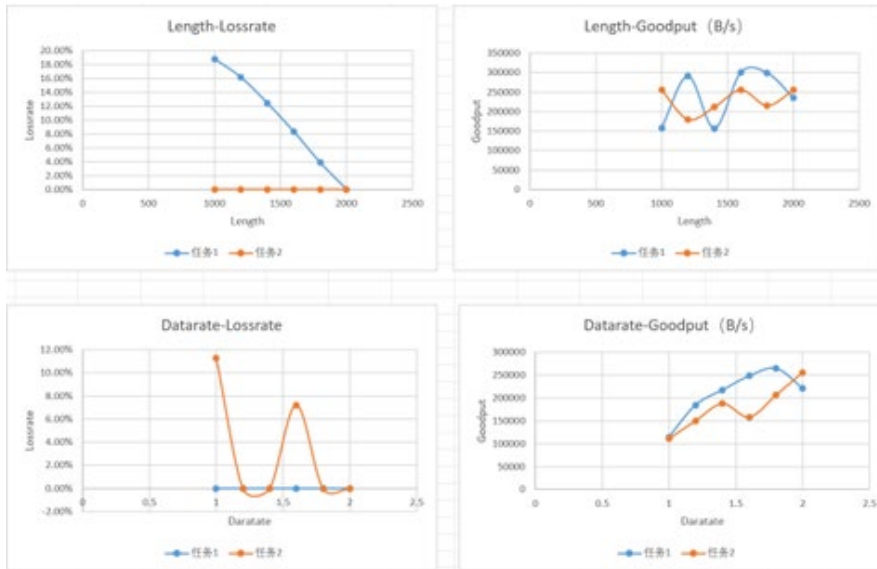 Length-Lossrate
20.00%
18.00%
16.00%
14.00%
12.00%
10.00%
8.00%
6.00%
4.00%
2.00%
0.00%
Lossrate
0 500 1000 1500 2000 2500
Length
任务1 任务2
Length-Goodput（B/s）
350000
300000
250000
200000
150000
100000
50000
0
Goodput
0 500 1000 1500 2000 2500
Length
任务1 任务2
Datarate-Lossrate
12.00%
10.00%
8.00%
6.00%
4.00%
2.00%
0.00%
-2.00%
Lossrate
0 0.5 1 1.5 2 2.5
Daratate
任务1 任务2
Datarate-Goodput（B/s）
300000
250000
200000
150000
100000
50000
0
Goodput
0 0.5 1 1.5 2 2.5
Daratate
任务1 任务2